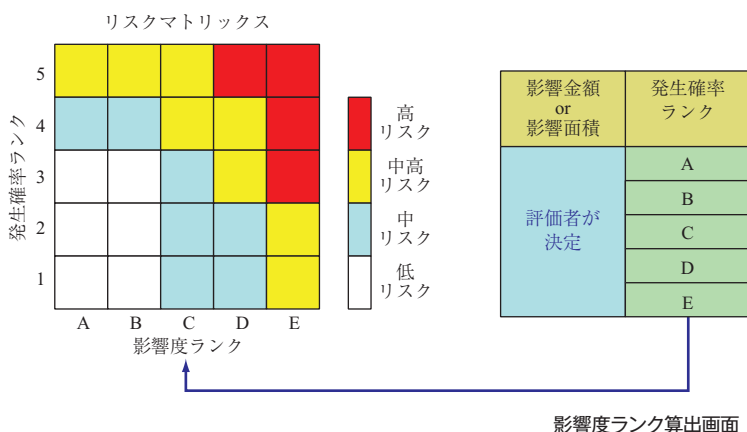 リスクマトリックス
発生確率ランク
5
4
3
2
1
A B C D E
影響度ランク
高
リスク
中高
リスク
中
リスク
低
リスク
影響金額
or
影響面積
発生確率
ランク
評価者が
決定
A
B
C
D
E
影響度ランク算出画面